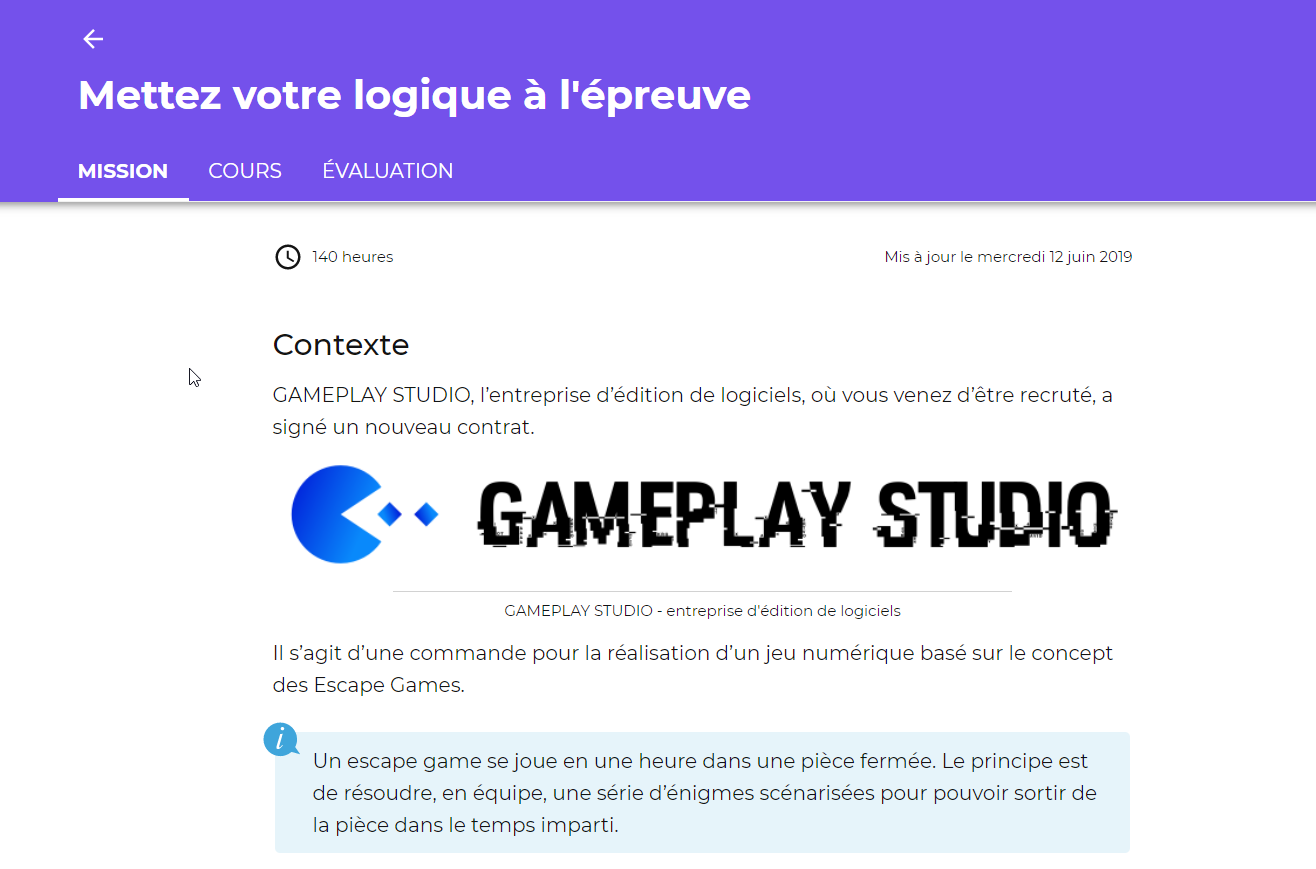 Mettez votre logique à l'épreuve
MISSION COURS ÉVALUATION
140 heures Mis à jour le mercredi 12 juin 2019
Contexte
GAMEPLAY STUDIO, l’entreprise d’édition de logiciels, où vous venez d’être recruté, a
signé un nouveau contrat.
GAMEPLAY STUDIO
GAMEPLAY STUDIO - entreprise d'édition de logiciels
Il s’agit d’une commande pour la réalisation d’un jeu numérique basé sur le concept
des Escape Games.
i
Un escape game se joue en une heure dans une pièce fermée. Le principe est
de résoudre, en équipe, une série d’énigmes scénarisées pour pouvoir sortir de
la pièce dans le temps imparti.